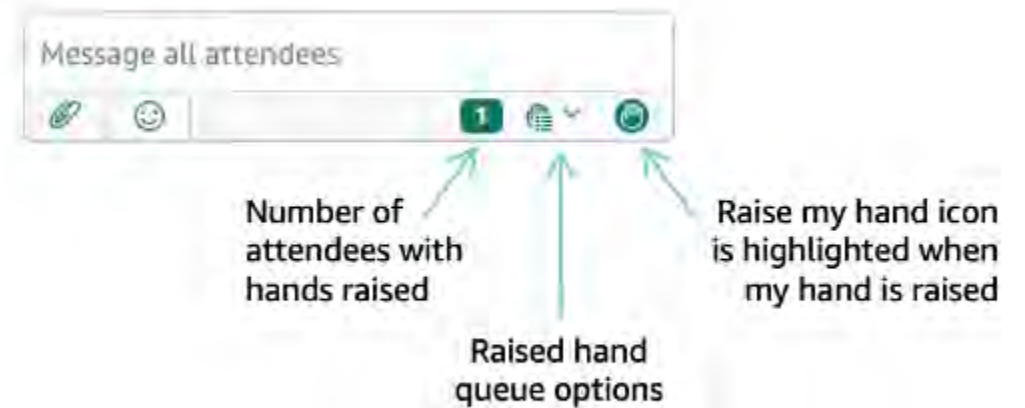 Message all attendees
1
Number of
attendees with
hands raised
Raise my hand icon
is highlighted when
my hand is raised
Raised hand
queue options